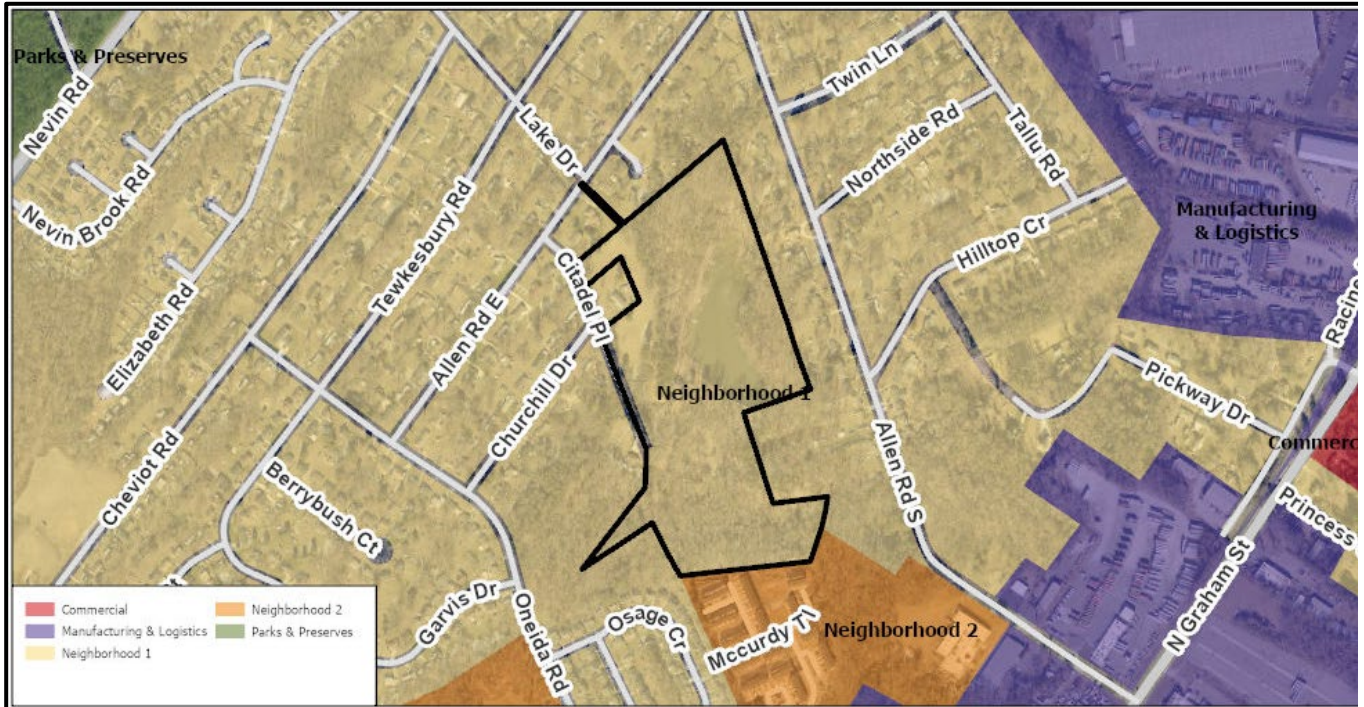 Parks & Preserves
Nevin Rd
Nevin Brook Rd
Elizabeth Rd
Cheviot Rd
Tewkesbury Rd
Lake Dr
Allen Rd E
Citadel Pl
Churchill Dr
Berrybush Ct
Garvis Dr
Oneida Rd
Osage Cr
Mccurdy Tl
Neighborhood 1
Neighborhood 2
Twin Ln
Northside Rd
Tallu Rd
Hilltop Cr
Allen Rd S
Manufacturing
& Logistics
Pickway Dr
Racine
Commerc
Princess
N Graham St
Commercial
Manufacturing & Logistics
Neighborhood 1
Neighborhood 2
Parks & Preserves